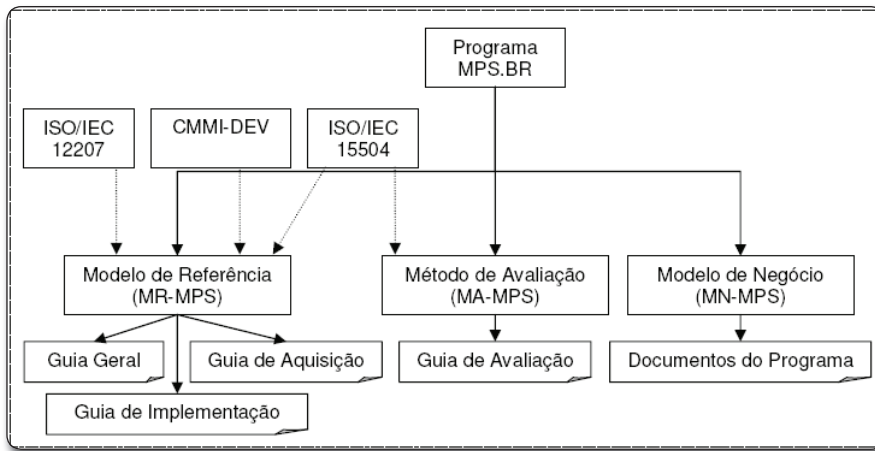 Programa
MPS.BR
ISO/IEC
12207
CMMI-DEV
ISO/IEC
15504
Modelo de Referência
(MR-MPS)
Método de Avaliação
(MA-MPS)
Modelo de Negócio
(MN-MPS)
Guia Geral
Guia de Aquisição
Guia de Avaliação
Documentos do Programa
Guia de Implementação